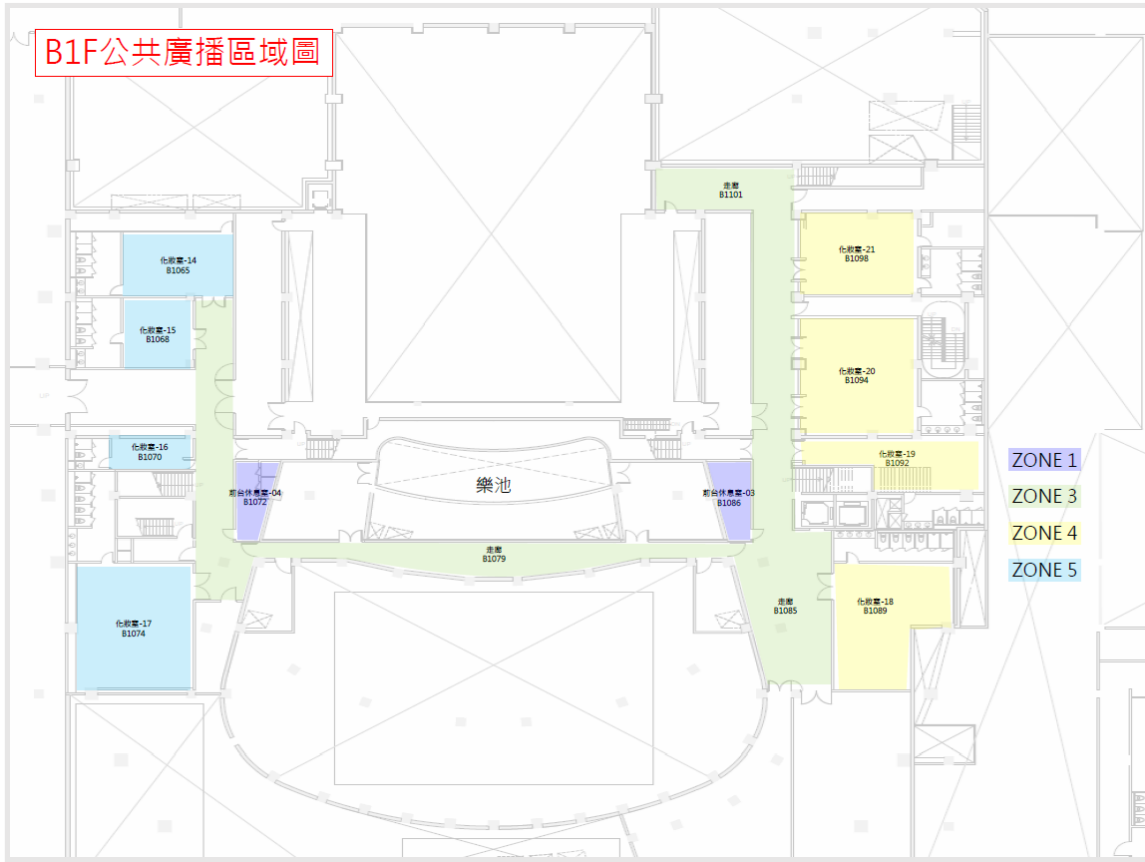 B1F公共廣播區域圖
走廊
B1101
化妝室-21
B1098
化妝室-14
B1065
化妝室-15
B1068
化妝室-20
B1094
化妝室-16
B1070
化妝室-19
B1092
ZONE 1
樂池
前台休息室-04
B1072
前台休息室-03
B1086
ZONE 3
ZONE 4
走廊
B1079
ZONE 5
化妝室-17
B1074
走廊
B1085
化妝室-18
B1089